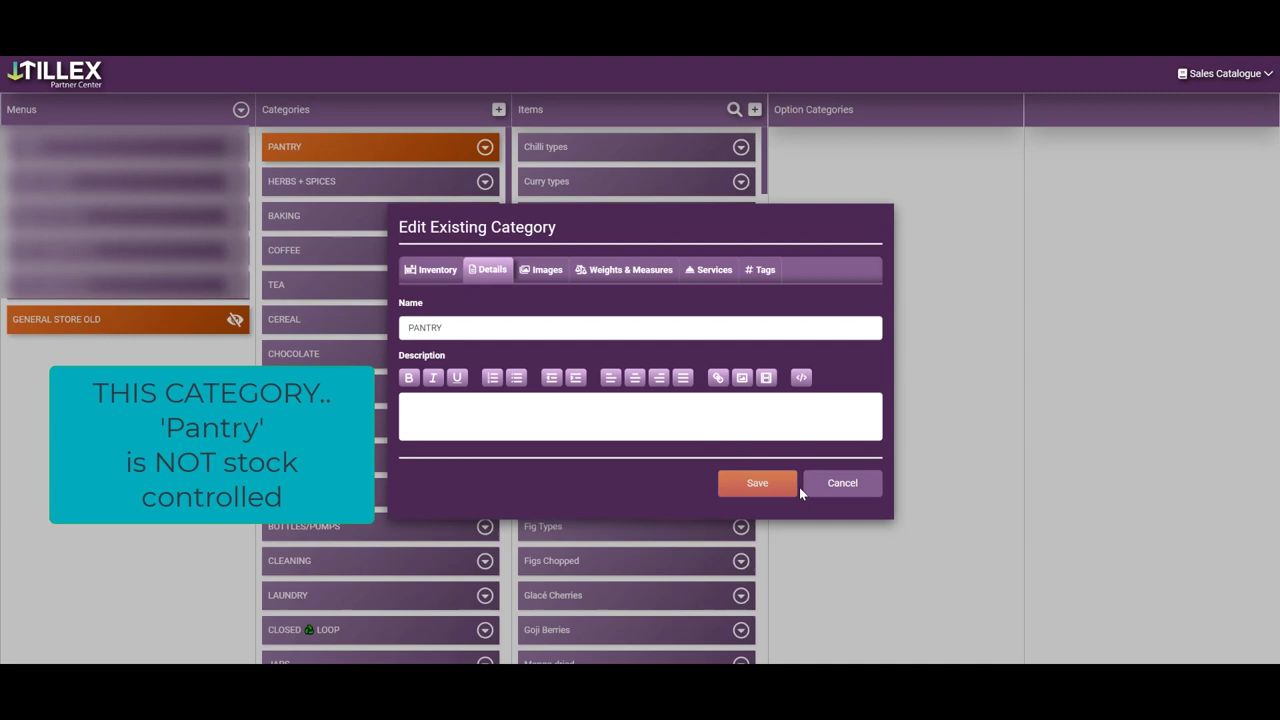 TILLEX
Partner Center
Sales Catalogue
Menus
Categories
Items
Option Categories
GENERAL STORE OLD
PANTRY
HERBS + SPICES
BAKING
COFFEE
TEA
CEREAL
CHOCOLATE
BOTTLES/PUMPS
CLEANING
LAUNDRY
CLOSED LOOP
JARS
Chilli types
Curry types
Fig Types
Figs Chopped
Glacé Cherries
Goji Berries
Mango dried
Edit Existing Category
Inventory
Details
Images
Weights & Measures
Services
# Tags
Name
PANTRY
Description
B
I
U
Save
Cancel
THIS CATEGORY..
'Pantry'
is NOT stock
controlled